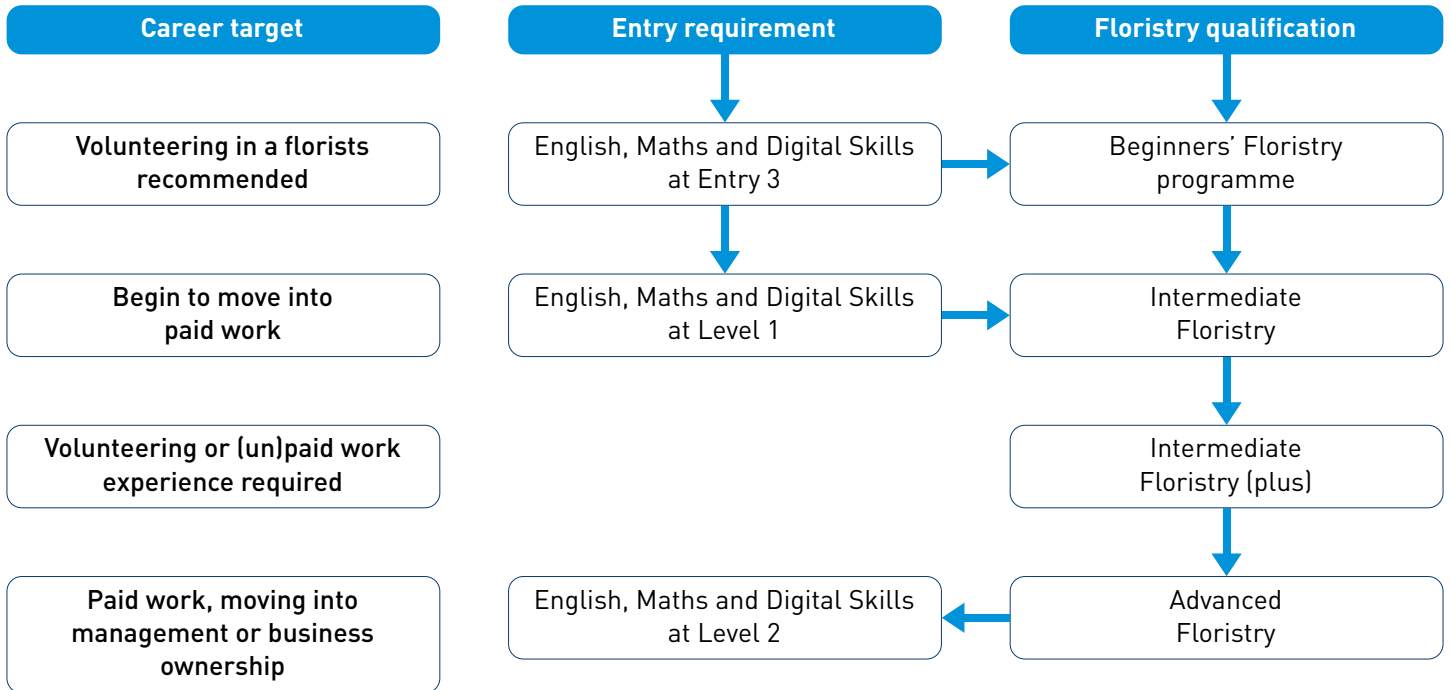 Career target
Entry requirement
Floristry qualification
Volunteering in a florists
recommended
English, Maths and Digital Skills
at Entry 3
Beginners’ Floristry
programme
Begin to move into
paid work
English, Maths and Digital Skills
at Level 1
Intermediate
Floristry
Volunteering or (un)paid work
experience required
Intermediate
Floristry (plus)
Paid work, moving into
management or business
ownership
English, Maths and Digital Skills
at Level 2
Advanced
Floristry